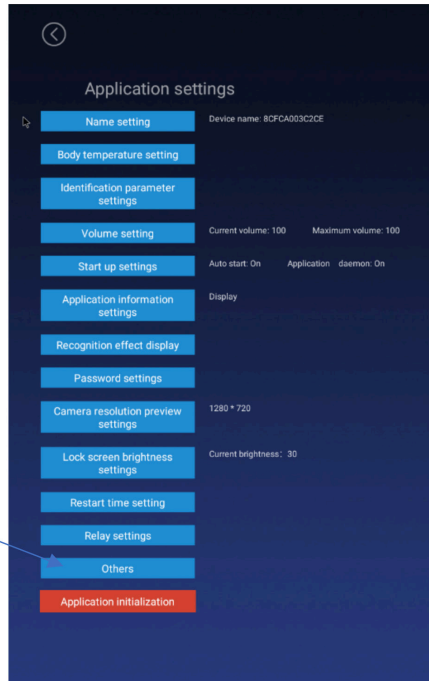 Application settings
Name setting
Device name: 8CFCA003C2CE
Body temperature setting
Identification parameter
settings
Volume setting
Current volume: 100 Maximum volume: 100
Start up settings
Auto start: On Application daemon: On
Application information
settings
Display
Recognition effect display
Password settings
Camera resolution preview
settings
1280 * 720
Lock screen brightness
settings
Current brightness: 30
Restart time setting
Relay settings
Others
Application initialization